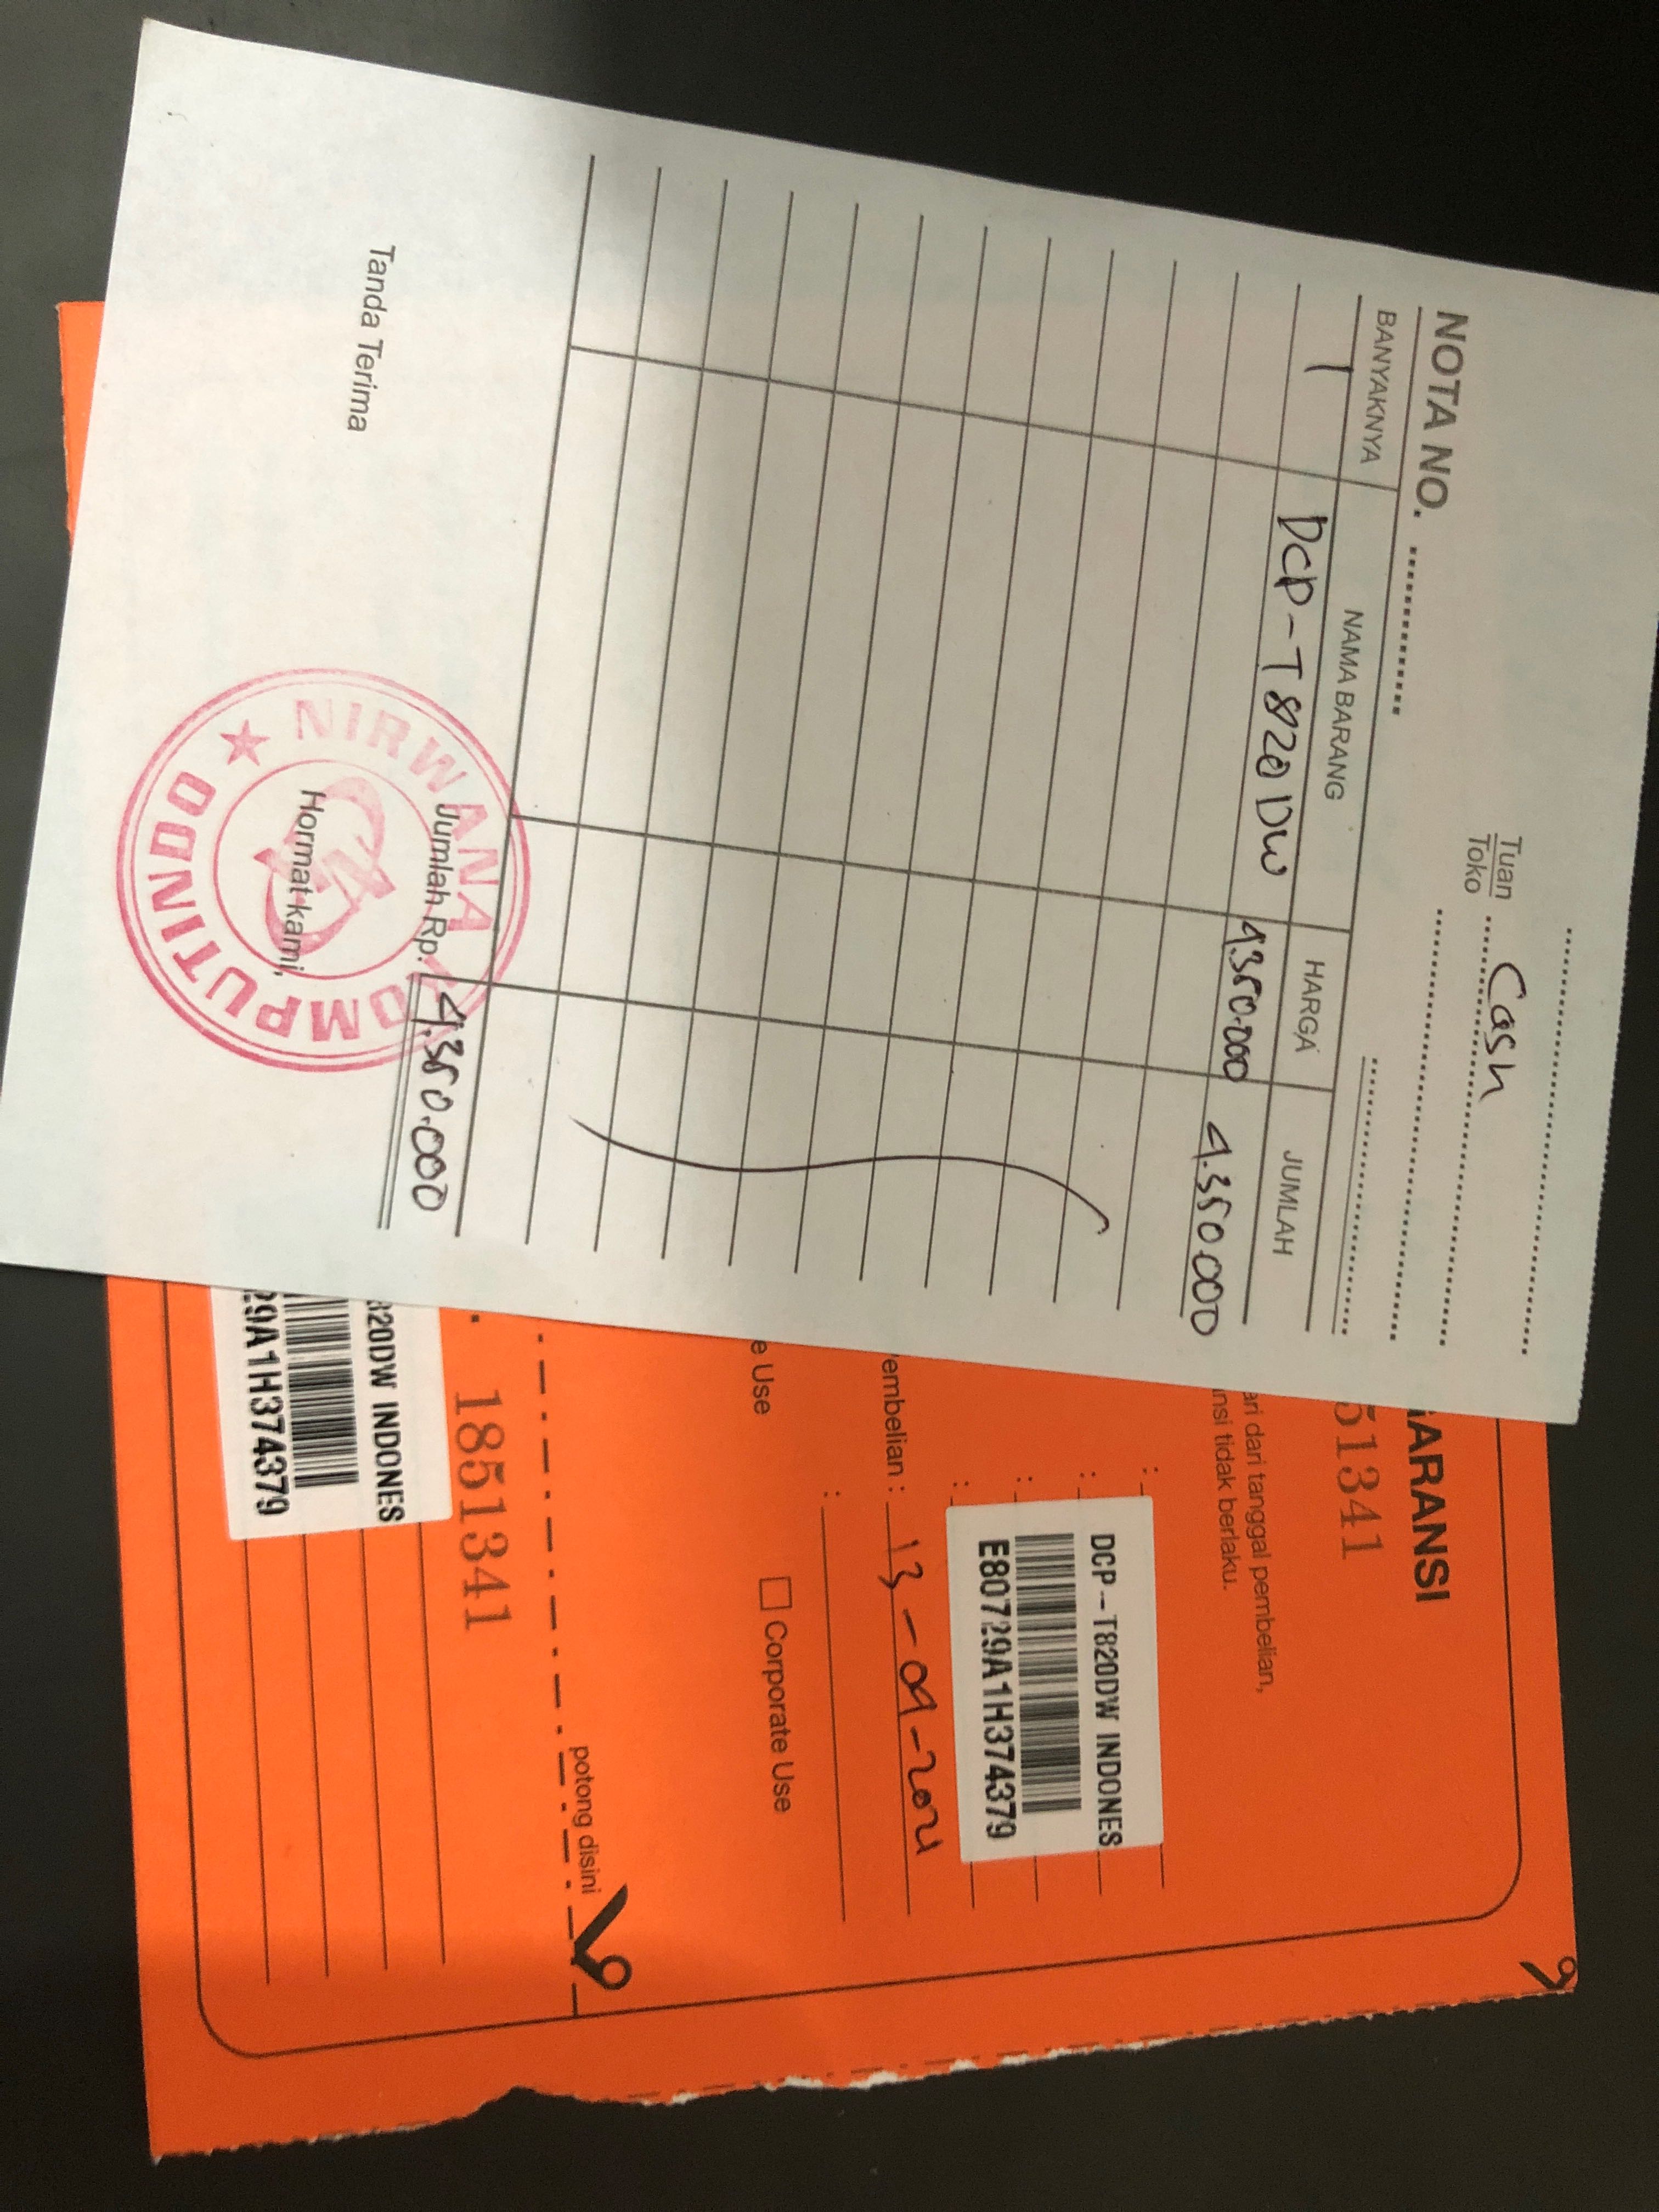 Tuan
Toko Cash
NOTA NO.
BANYAKNYA NAMA BARANG HARGA JUMLAH
1 DCP-T820DW 4.350.000 4.350.000
Jumlah Rp. 4.350.000
Tanda Terima
Hormat kami,
NIRWANA KOMPUTINDO
ARANSI
51341
ari dari tanggal pembelian,
nsi tidak berlaku.
DCP-T820DW INDONES
E80729A1H374379
embelian : 13-09-2021
e Use
Corporate Use
potong disini
1851341
820DW INDONES
29A1H374379